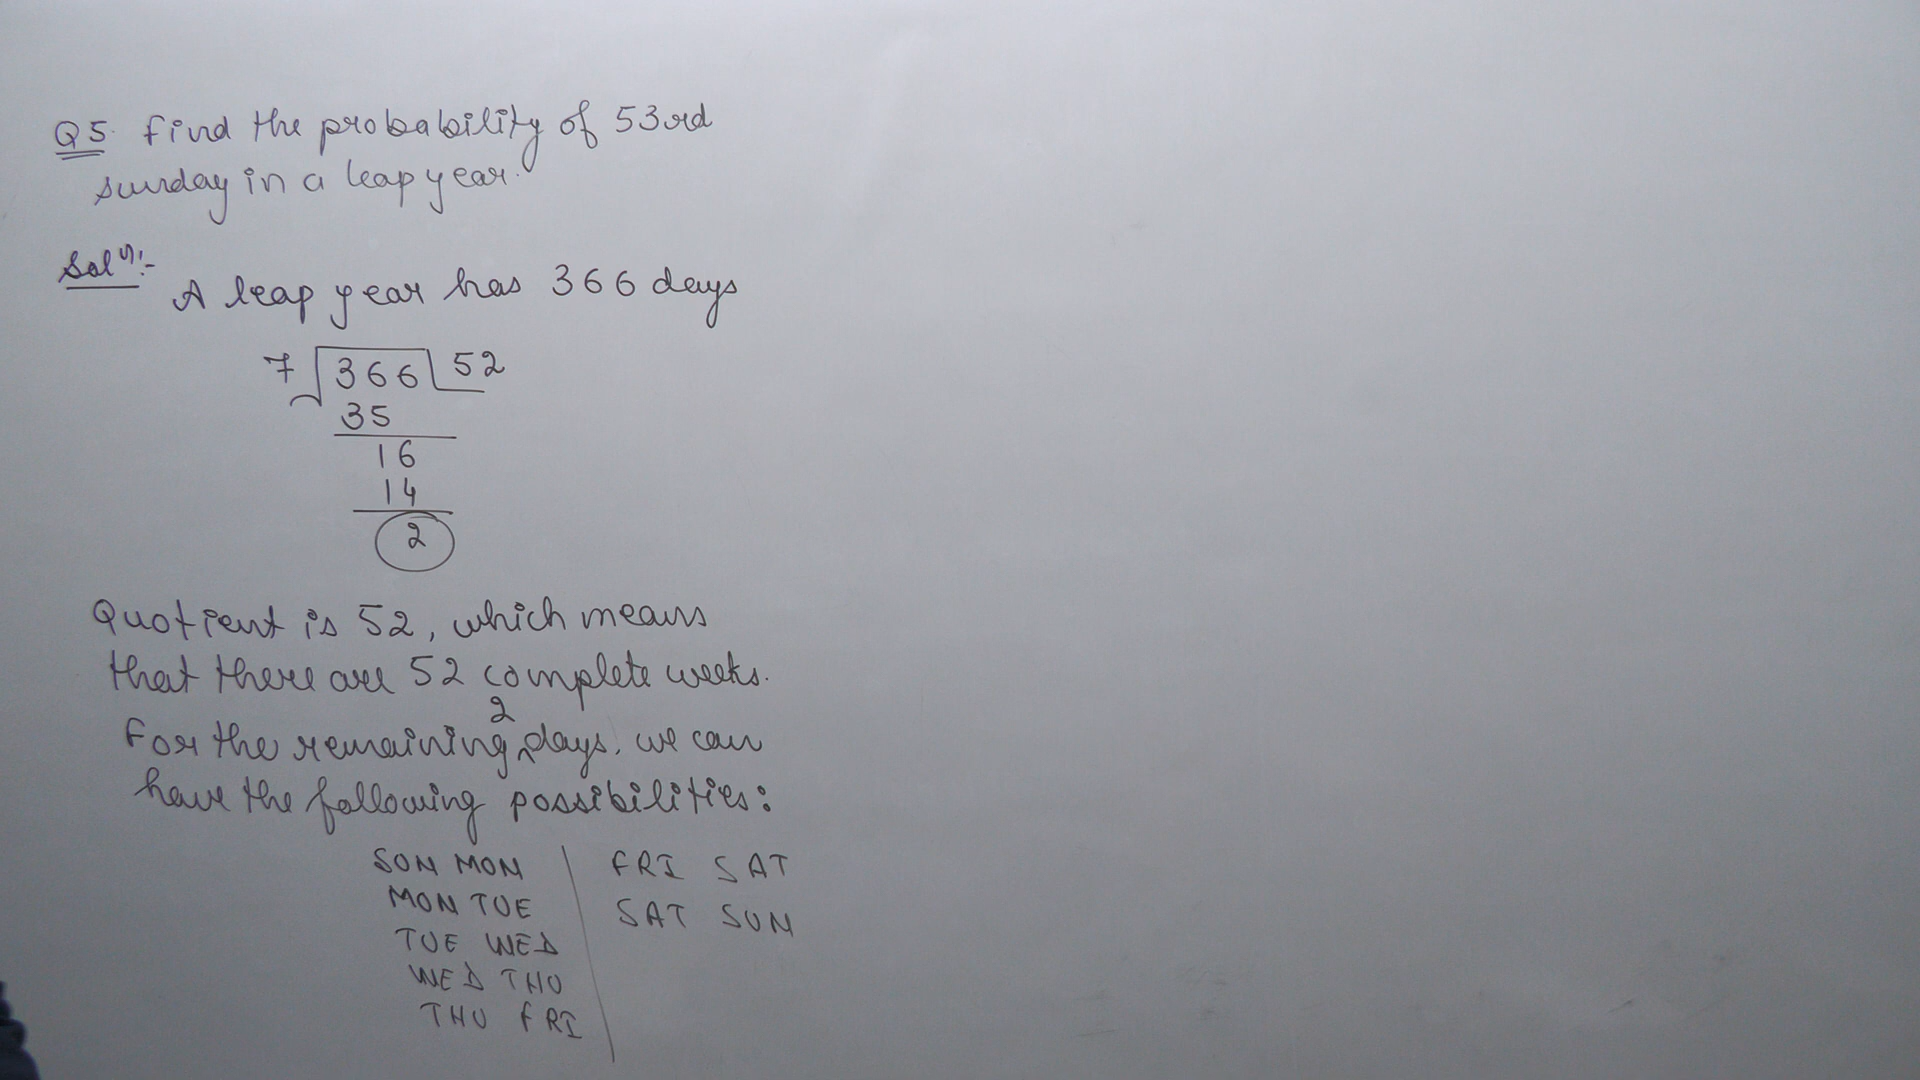 Q5. Find the probability of 53rd
sunday in a leap year.
Solⁿ:-
A leap year has 366 days
7 366 52
35
16
14
2
Quotient is 52, which means
that there are 52 complete weeks.
For the remaining 2 days, we can
have the following possibilities:
SUN MON
MON TUE
TUE WED
WED THU
THU FRI
FRI SAT
SAT SUN